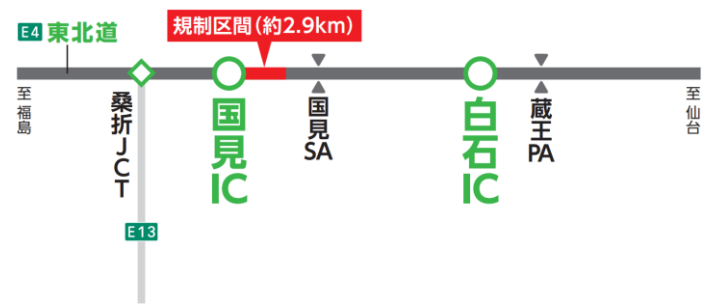 E4 東北道
規制区間(約2.9km)
至福島
桑折JCT
国見IC
国見SA
白石IC
蔵王PA
至仙台
E13